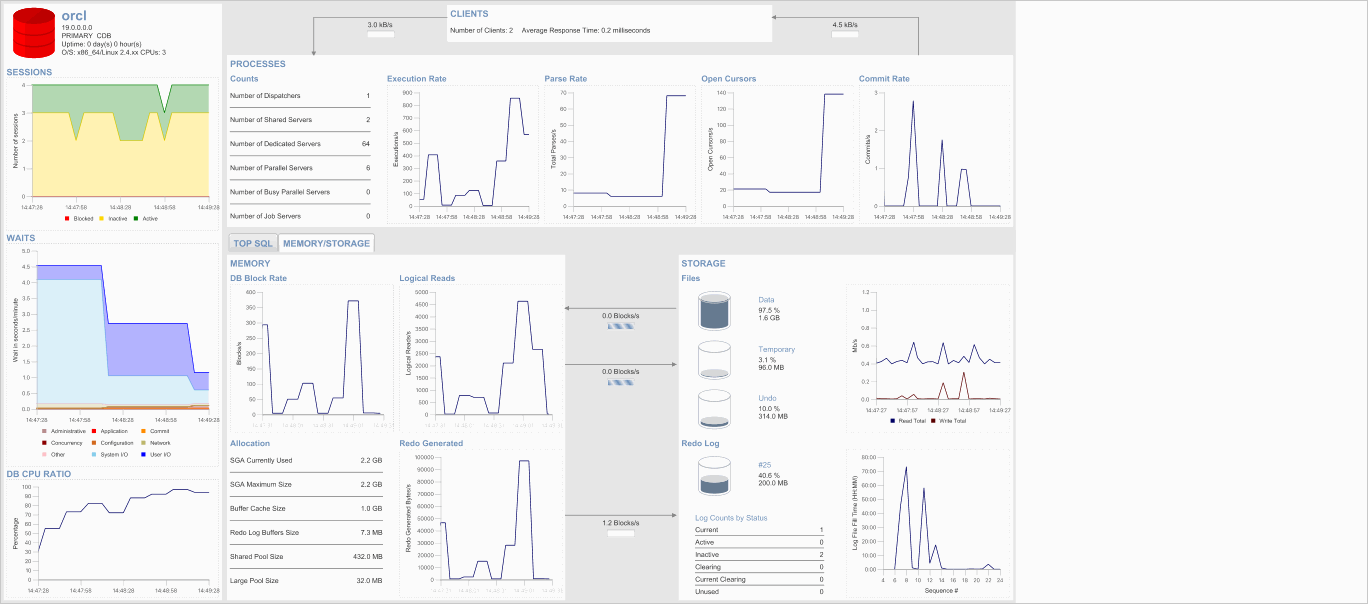 orcl
19.0.0.0.0
PRIMARY CDB
Uptime: 0 day(s) 0 hour(s)
O/S: x86_64/Linux 2.4.xx CPUs: 3
SESSIONS
Number of sessions
4
3
2
1
0
14:47:28 14:47:58 14:48:28 14:48:58 14:49:28
Blocked Inactive Active
WAITS
Wait in seconds/minute
5.0
4.5
4.0
3.5
3.0
2.5
2.0
1.5
1.0
0.5
0.0
14:47:28 14:47:58 14:48:28 14:48:58 14:49:28
Administrative Application Commit
Concurrency Configuration Network
Other System I/O User I/O
DB CPU RATIO
Percentage
100
90
80
70
60
50
40
30
20
10
0
14:47:28 14:47:58 14:48:28 14:48:58 14:49:28
3.0 kB/s
CLIENTS
Number of Clients: 2 Average Response Time: 0.2 milliseconds
4.5 kB/s
PROCESSES
Counts
Number of Dispatchers 1
Number of Shared Servers 2
Number of Dedicated Servers 64
Number of Parallel Servers 6
Number of Busy Parallel Servers 0
Number of Job Servers 0
Execution Rate
Executions/s
900
800
700
600
500
400
300
200
100
0
14:47:28 14:47:58 14:48:28 14:48:58 14:49:28
Parse Rate
Total Parses/s
70
60
50
40
30
20
10
0
14:47:28 14:47:58 14:48:28 14:48:58 14:49:28
Open Cursors
Open Cursors/s
140
120
100
80
60
40
20
0
14:47:28 14:47:58 14:48:28 14:48:58 14:49:28
Commit Rate
Commits/s
3
2
1
0
14:47:28 14:47:58 14:48:28 14:48:58 14:49:28
TOP SQL MEMORY/STORAGE
MEMORY
DB Block Rate
Blocks/s
400
350
300
250
200
150
100
50
0
Logical Reads
Logical Reads/s
5000
4500
4000
3500
3000
2500
2000
1500
1000
500
0
Allocation
SGA Currently Used 2.2 GB
SGA Maximum Size 2.2 GB
Buffer Cache Size 1.0 GB
Redo Log Buffers Size 7.3 MB
Shared Pool Size 432.0 MB
Large Pool Size 32.0 MB
Redo Generated
Redo Generated Bytes/s
100000
90000
80000
70000
60000
50000
40000
30000
20000
10000
0
0.0 Blocks/s
0.0 Blocks/s
1.2 Blocks/s
STORAGE
Files
Data
97.5 %
1.6 GB
Temporary
3.1 %
96.0 MB
Undo
10.0 %
314.0 MB
Mb/s
1.2
1.0
0.8
0.6
0.4
0.2
0.0
14:47:27 14:47:57 14:48:27 14:48:57 14:49:27
Read Total Write Total
Redo Log
#25
40.6 %
200.0 MB
Log Counts by Status
Current 1
Active 0
Inactive 2
Clearing 0
Current Clearing 0
Unused 0
Log File Fill Time (HH:MM)
80:00
70:00
60:00
50:00
40:00
30:00
20:00
10:00
00:00
4 6 8 10 12 14 16 18 20 22 24
Sequence #